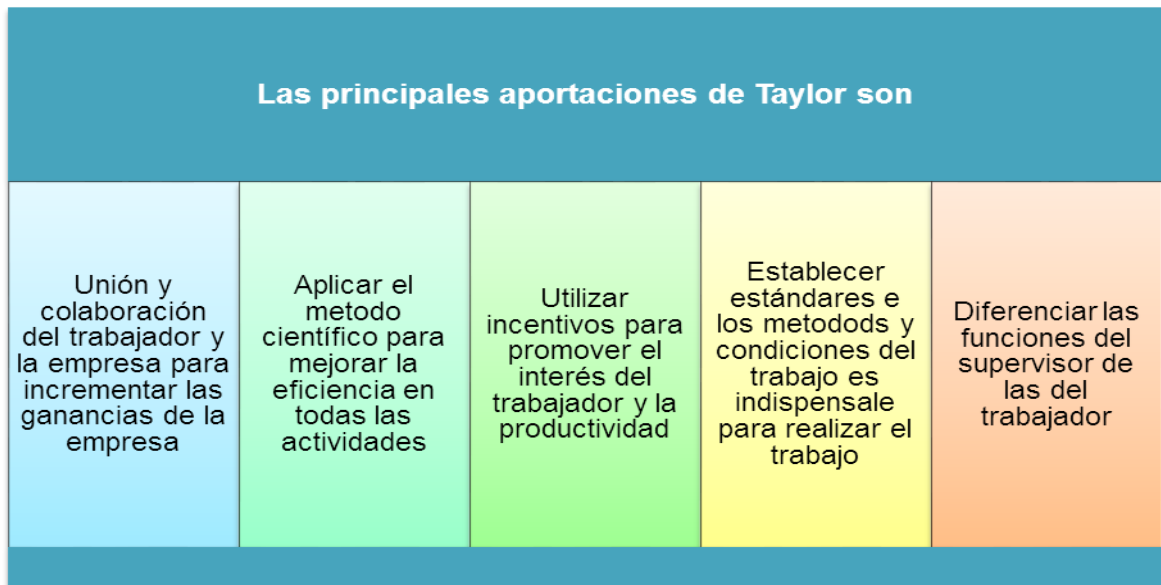 Las principales aportaciones de Taylor son
Unión y
colaboración
del trabajador y
la empresa para
incrementar las
ganancias de la
empresa
Aplicar el
metodo
científico para
mejorar la
eficiencia en
todas las
actividades
Utilizar
incentivos para
promover el
interés del
trabajador y la
productividad
Establecer
estándares e
los metodods y
condiciones del
trabajo es
indispensale
para realizar el
trabajo
Diferenciar las
funciones del
supervisor de
las del
trabajador